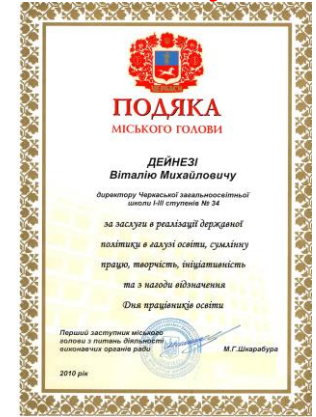 ЧЕРКАСИ
ПОДЯКА
МІСЬКОГО ГОЛОВИ
ДЕЙНЕЗІ
Віталію Михайловичу
директору Черкаської загальноосвітньої
школи І-ІІІ ступенів № 34
за заслуги в реалізації державної
політики в галузі освіти, сумлінну
працю, творчість, ініціативність
та з нагоди відзначення
Дня працівників освіти
Перший заступник міського
голови з питань діяльності
виконавчих органів ради
М.Г.Шкарабура
2010 рік